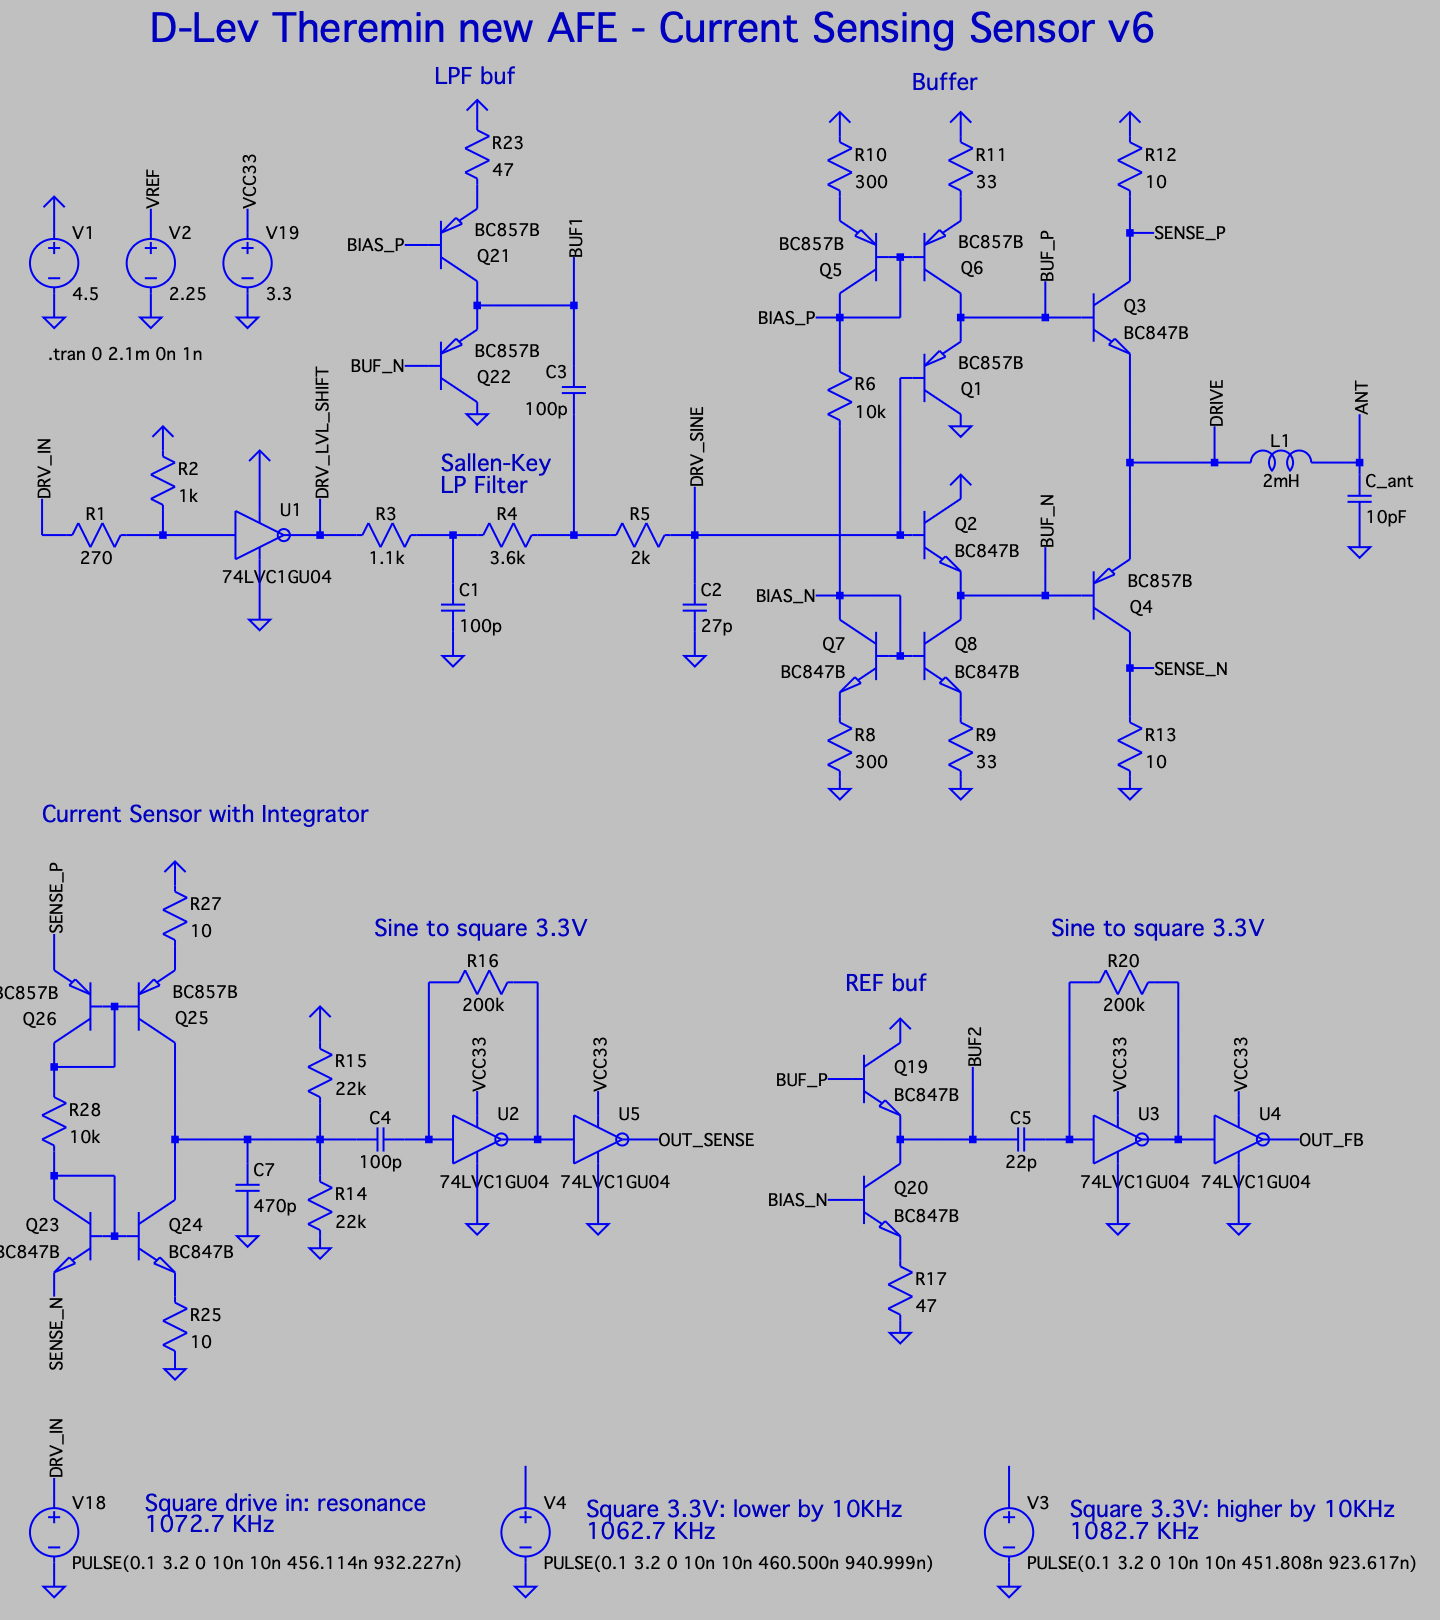 D-Lev Theremin new AFE - Current Sensing Sensor v6
LPF buf
Buffer
R23
47
BC857B
Q21
BIAS_P
BUF1
BUF_N
BC857B
Q22
C3
100p
VREF
VCC33
V1
4.5
V2
2.25
V19
3.3
.tran 0 2.1m 0n 1n
R10
300
R11
33
R12
10
SENSE_P
BC857B
Q5
BC857B
Q6
BUF_P
Q3
BC847B
BIAS_P
BC857B
Q1
R6
10k
DRIVE
ANT
L1
2mH
C_ant
10pF
DRV_IN
R2
1k
R1
270
U1
74LVC1GU04
DRV_LVL_SHIFT
Sallen-Key
LP Filter
R3
1.1k
R4
3.6k
R5
2k
DRV_SINE
C1
100p
C2
27p
Q2
BC847B
BUF_N
BIAS_N
BC857B
Q4
Q7
BC847B
Q8
BC847B
SENSE_N
R8
300
R9
33
R13
10
Current Sensor with Integrator
SENSE_P
R27
10
BC857B
Q26
BC857B
Q25
R28
10k
Q23
BC847B
Q24
BC847B
SENSE_N
R25
10
C7
470p
R15
22k
R14
22k
Sine to square 3.3V
R16
200k
C4
100p
VCC33
U2
74LVC1GU04
VCC33
U5
74LVC1GU04
OUT_SENSE
REF buf
BUF_P
Q19
BC847B
BUF2
BIAS_N
Q20
BC847B
R17
47
Sine to square 3.3V
R20
200k
C5
22p
VCC33
U3
74LVC1GU04
VCC33
U4
74LVC1GU04
OUT_FB
DRV_IN
V18
Square drive in: resonance
1072.7 KHz
PULSE(0.1 3.2 0 10n 10n 456.114n 932.227n)
V4
Square 3.3V: lower by 10KHz
1062.7 KHz
PULSE(0.1 3.2 0 10n 10n 460.500n 940.999n)
V3
Square 3.3V: higher by 10KHz
1082.7 KHz
PULSE(0.1 3.2 0 10n 10n 451.808n 923.617n)